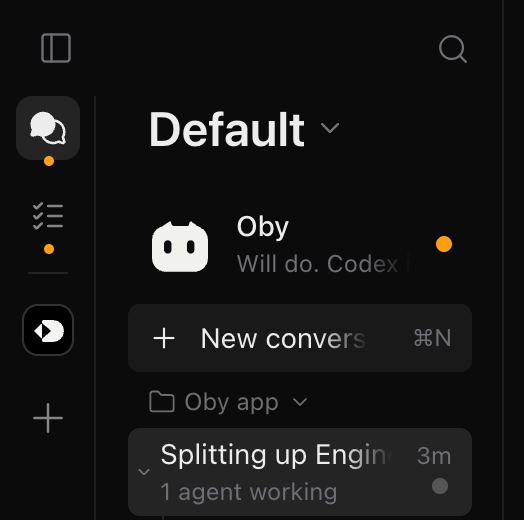 Default
Oby
Will do. Codex
New convers
⌘N
Oby app
Splitting up Engin
3m
1 agent working